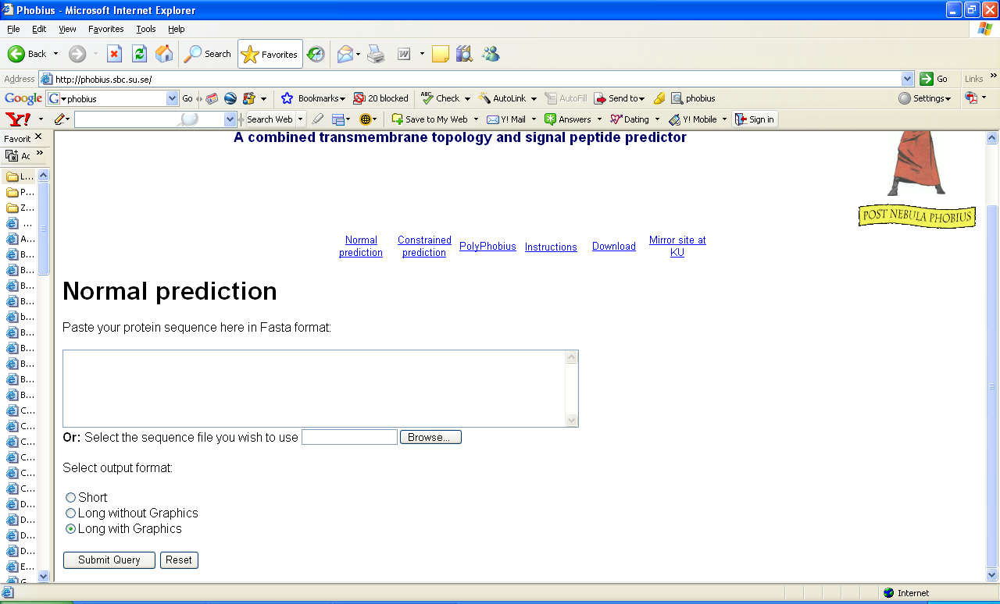 Phobius - Microsoft Internet Explorer
File Edit View Favorites Tools Help
Back Search Favorites
Address http://phobius.sbc.su.se/ Go Links »
Google G phobius Go Bookmarks 20 blocked ABC Check AutoLink AutoFill Send to phobius Settings
Y! Search Web Save to My Web Y! Mail Answers Dating Y! Mobile Sign in
Favorit
Ac »
L...
P...
Z...
...
A...
B...
B...
B...
B...
b...
B...
B...
B...
B...
B...
C...
C...
C...
C...
C...
C...
D...
D...
D...
D...
E...
A combined transmembrane topology and signal peptide predictor
POST NEBULA PHOBIUS
Normal prediction Constrained prediction PolyPhobius Instructions Download Mirror site at KU
Normal prediction
Paste your protein sequence here in Fasta format:
Or: Select the sequence file you wish to use Browse...
Select output format:
Short
Long without Graphics
Long with Graphics
Submit Query Reset
Internet